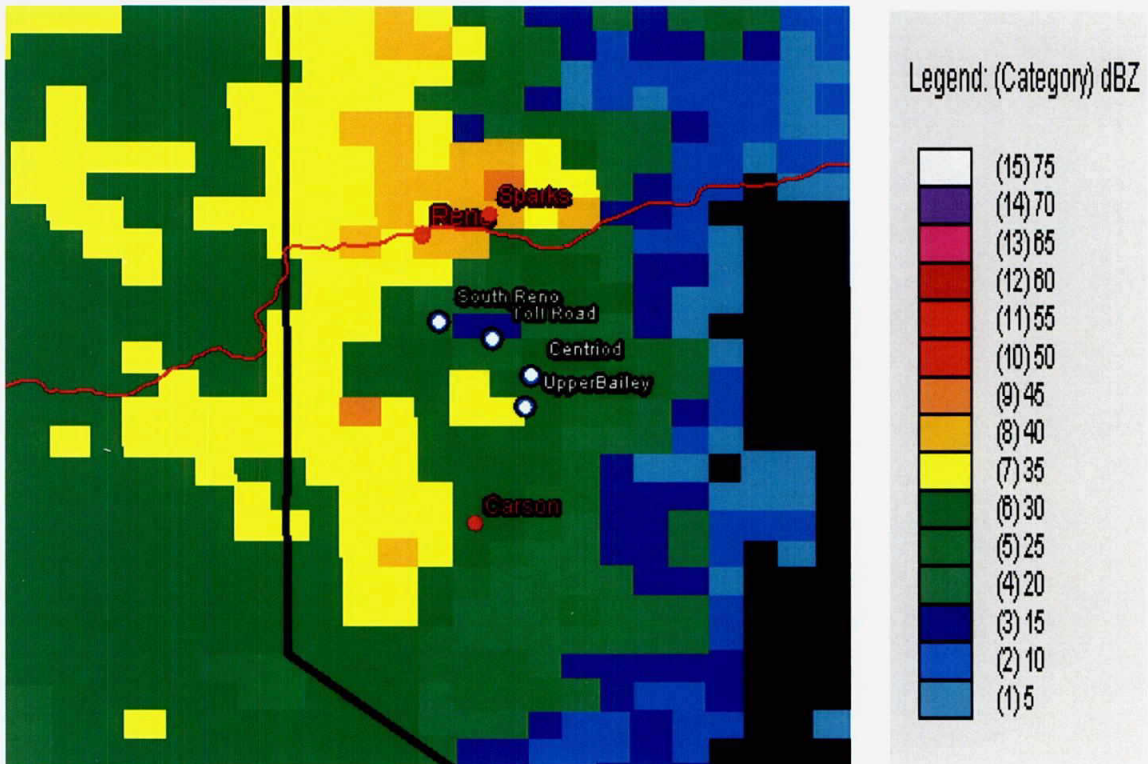 Sparks
Reno
South Reno
Toll Road
Centriod
UpperBailey
Carson
Legend: (Category) dBZ
(15) 75
(14) 70
(13) 65
(12) 60
(11) 55
(10) 50
(9) 45
(8) 40
(7) 35
(6) 30
(5) 25
(4) 20
(3) 15
(2) 10
(1) 5